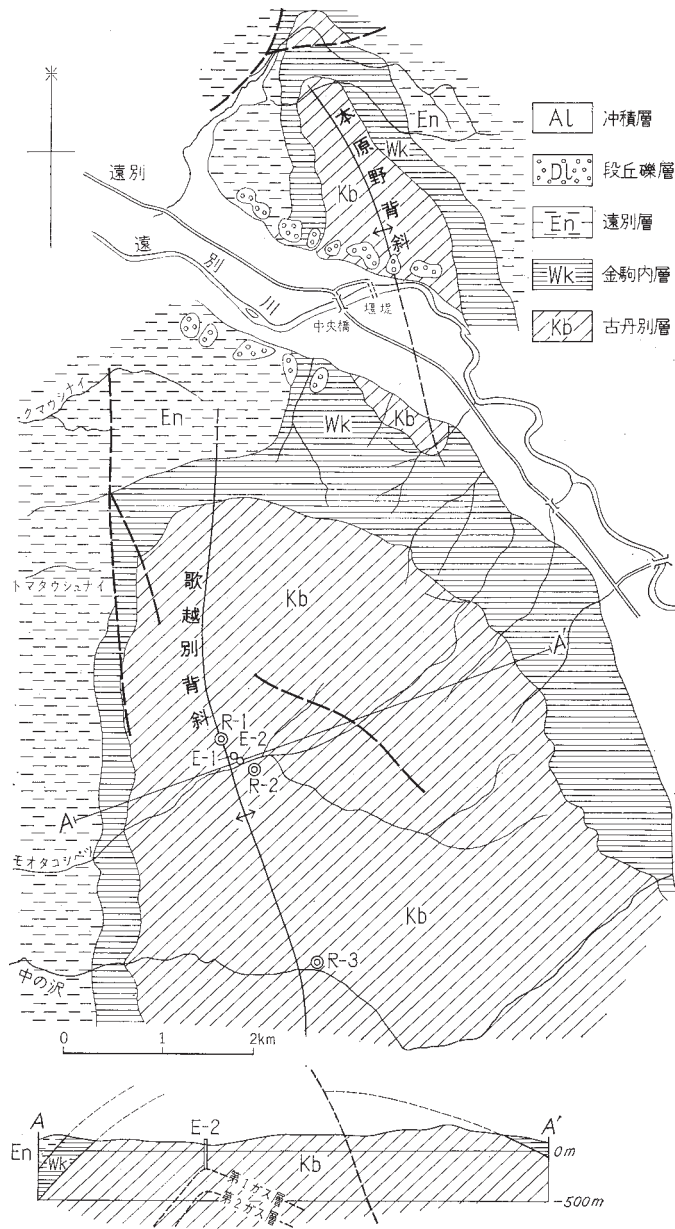 Al 冲積層
Dl 段丘礫層
En 遠別層
Wk 金駒内層
Kb 古丹別層
En
Wk
本原野背斜
Kb
遠別
遠別川
中央橋
堰堤
クマウシナイ
En
Wk
Kb
トマタウシュナイ
歌越別背斜
Kb
A'
R-1
E-2
E-1
R-2
A
モオタコシベツ
Kb
R-3
中の沢
0 1 2km
A E-2 A'
En Wk Kb 0m
第1ガス層
第2ガス層
-500m